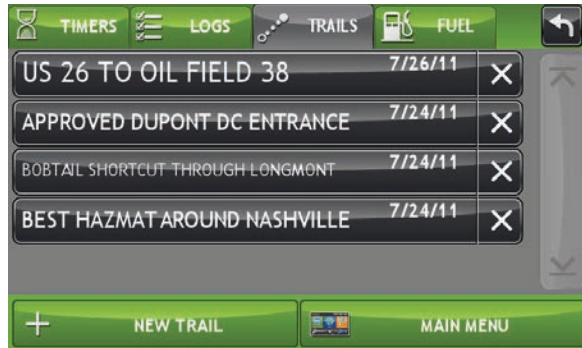 TIMERS LOGS TRAILS FUEL
US 26 TO OIL FIELD 38 7/26/11
APPROVED DUPONT DC ENTRANCE 7/24/11
BOBTAIL SHORTCUT THROUGH LONGMONT 7/24/11
BEST HAZMAT AROUND NASHVILLE 7/24/11
NEW TRAIL MAIN MENU